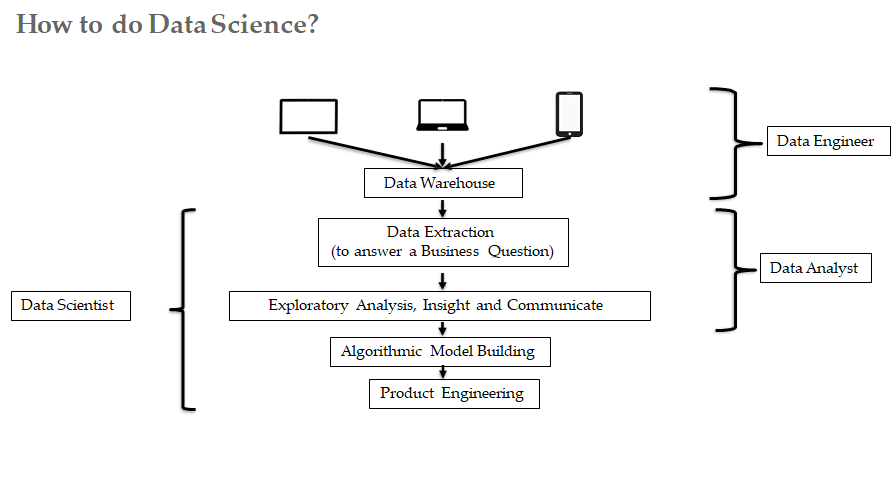 How to do Data Science?
Data Engineer
Data Warehouse
Data Extraction
(to answer a Business Question)
Data Analyst
Data Scientist
Exploratory Analysis, Insight and Communicate
Algorithmic Model Building
Product Engineering